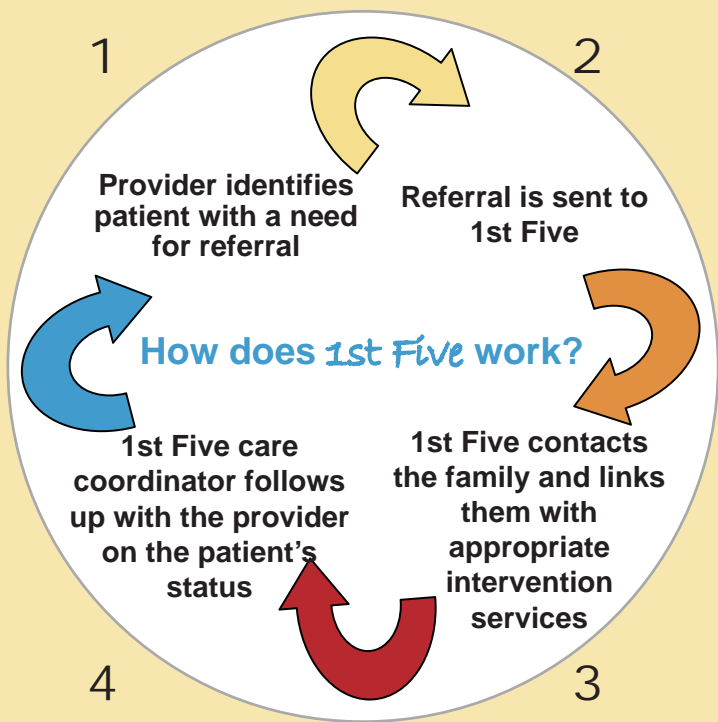 1
Provider identifies
patient with a need
for referral
2
Referral is sent to
1st Five
How does 1st Five work?
3
1st Five contacts
the family and links
them with
appropriate
intervention
services
4
1st Five care
coordinator follows
up with the provider
on the patient's
status